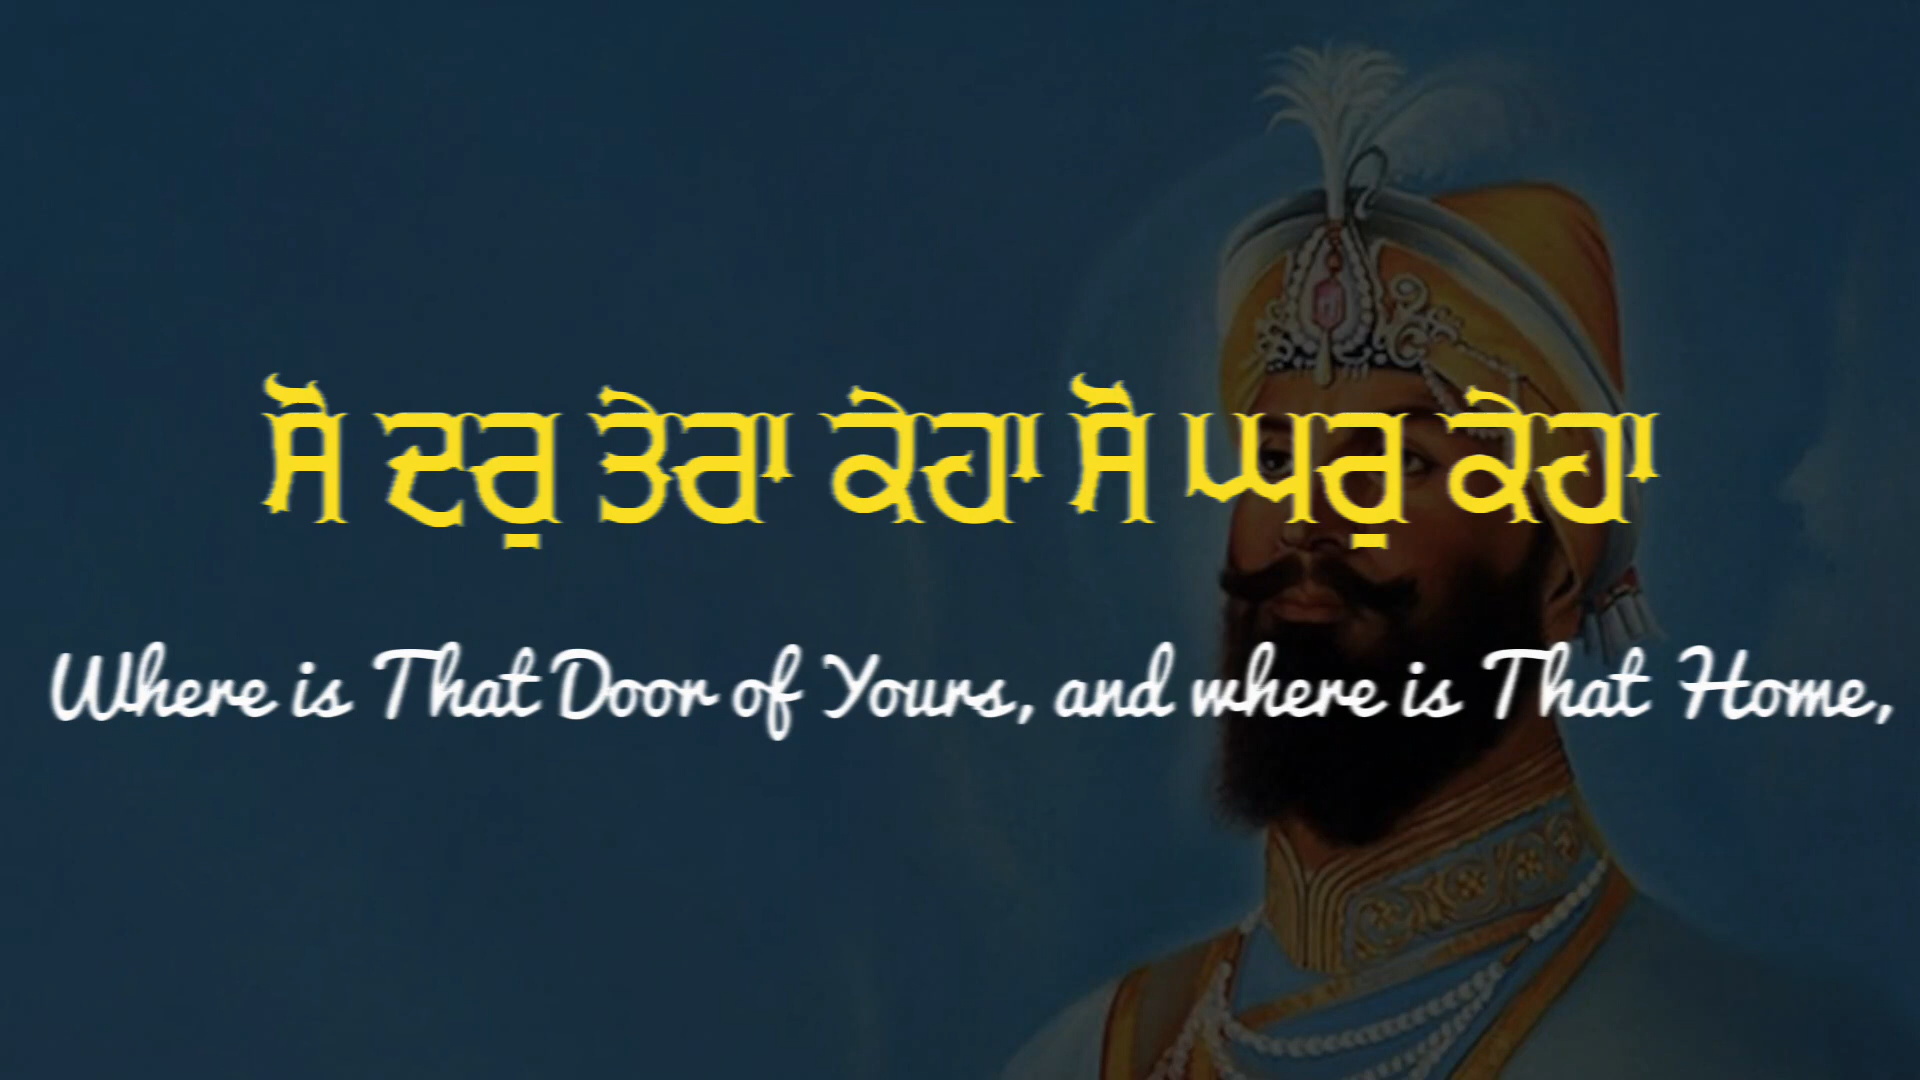 ਸੋ ਦਰੁ ਤੇਰਾ ਕੇਹਾ ਸੋ ਘਰੁ ਕੇਹਾ
Where is That Door of Yours, and where is That Home,